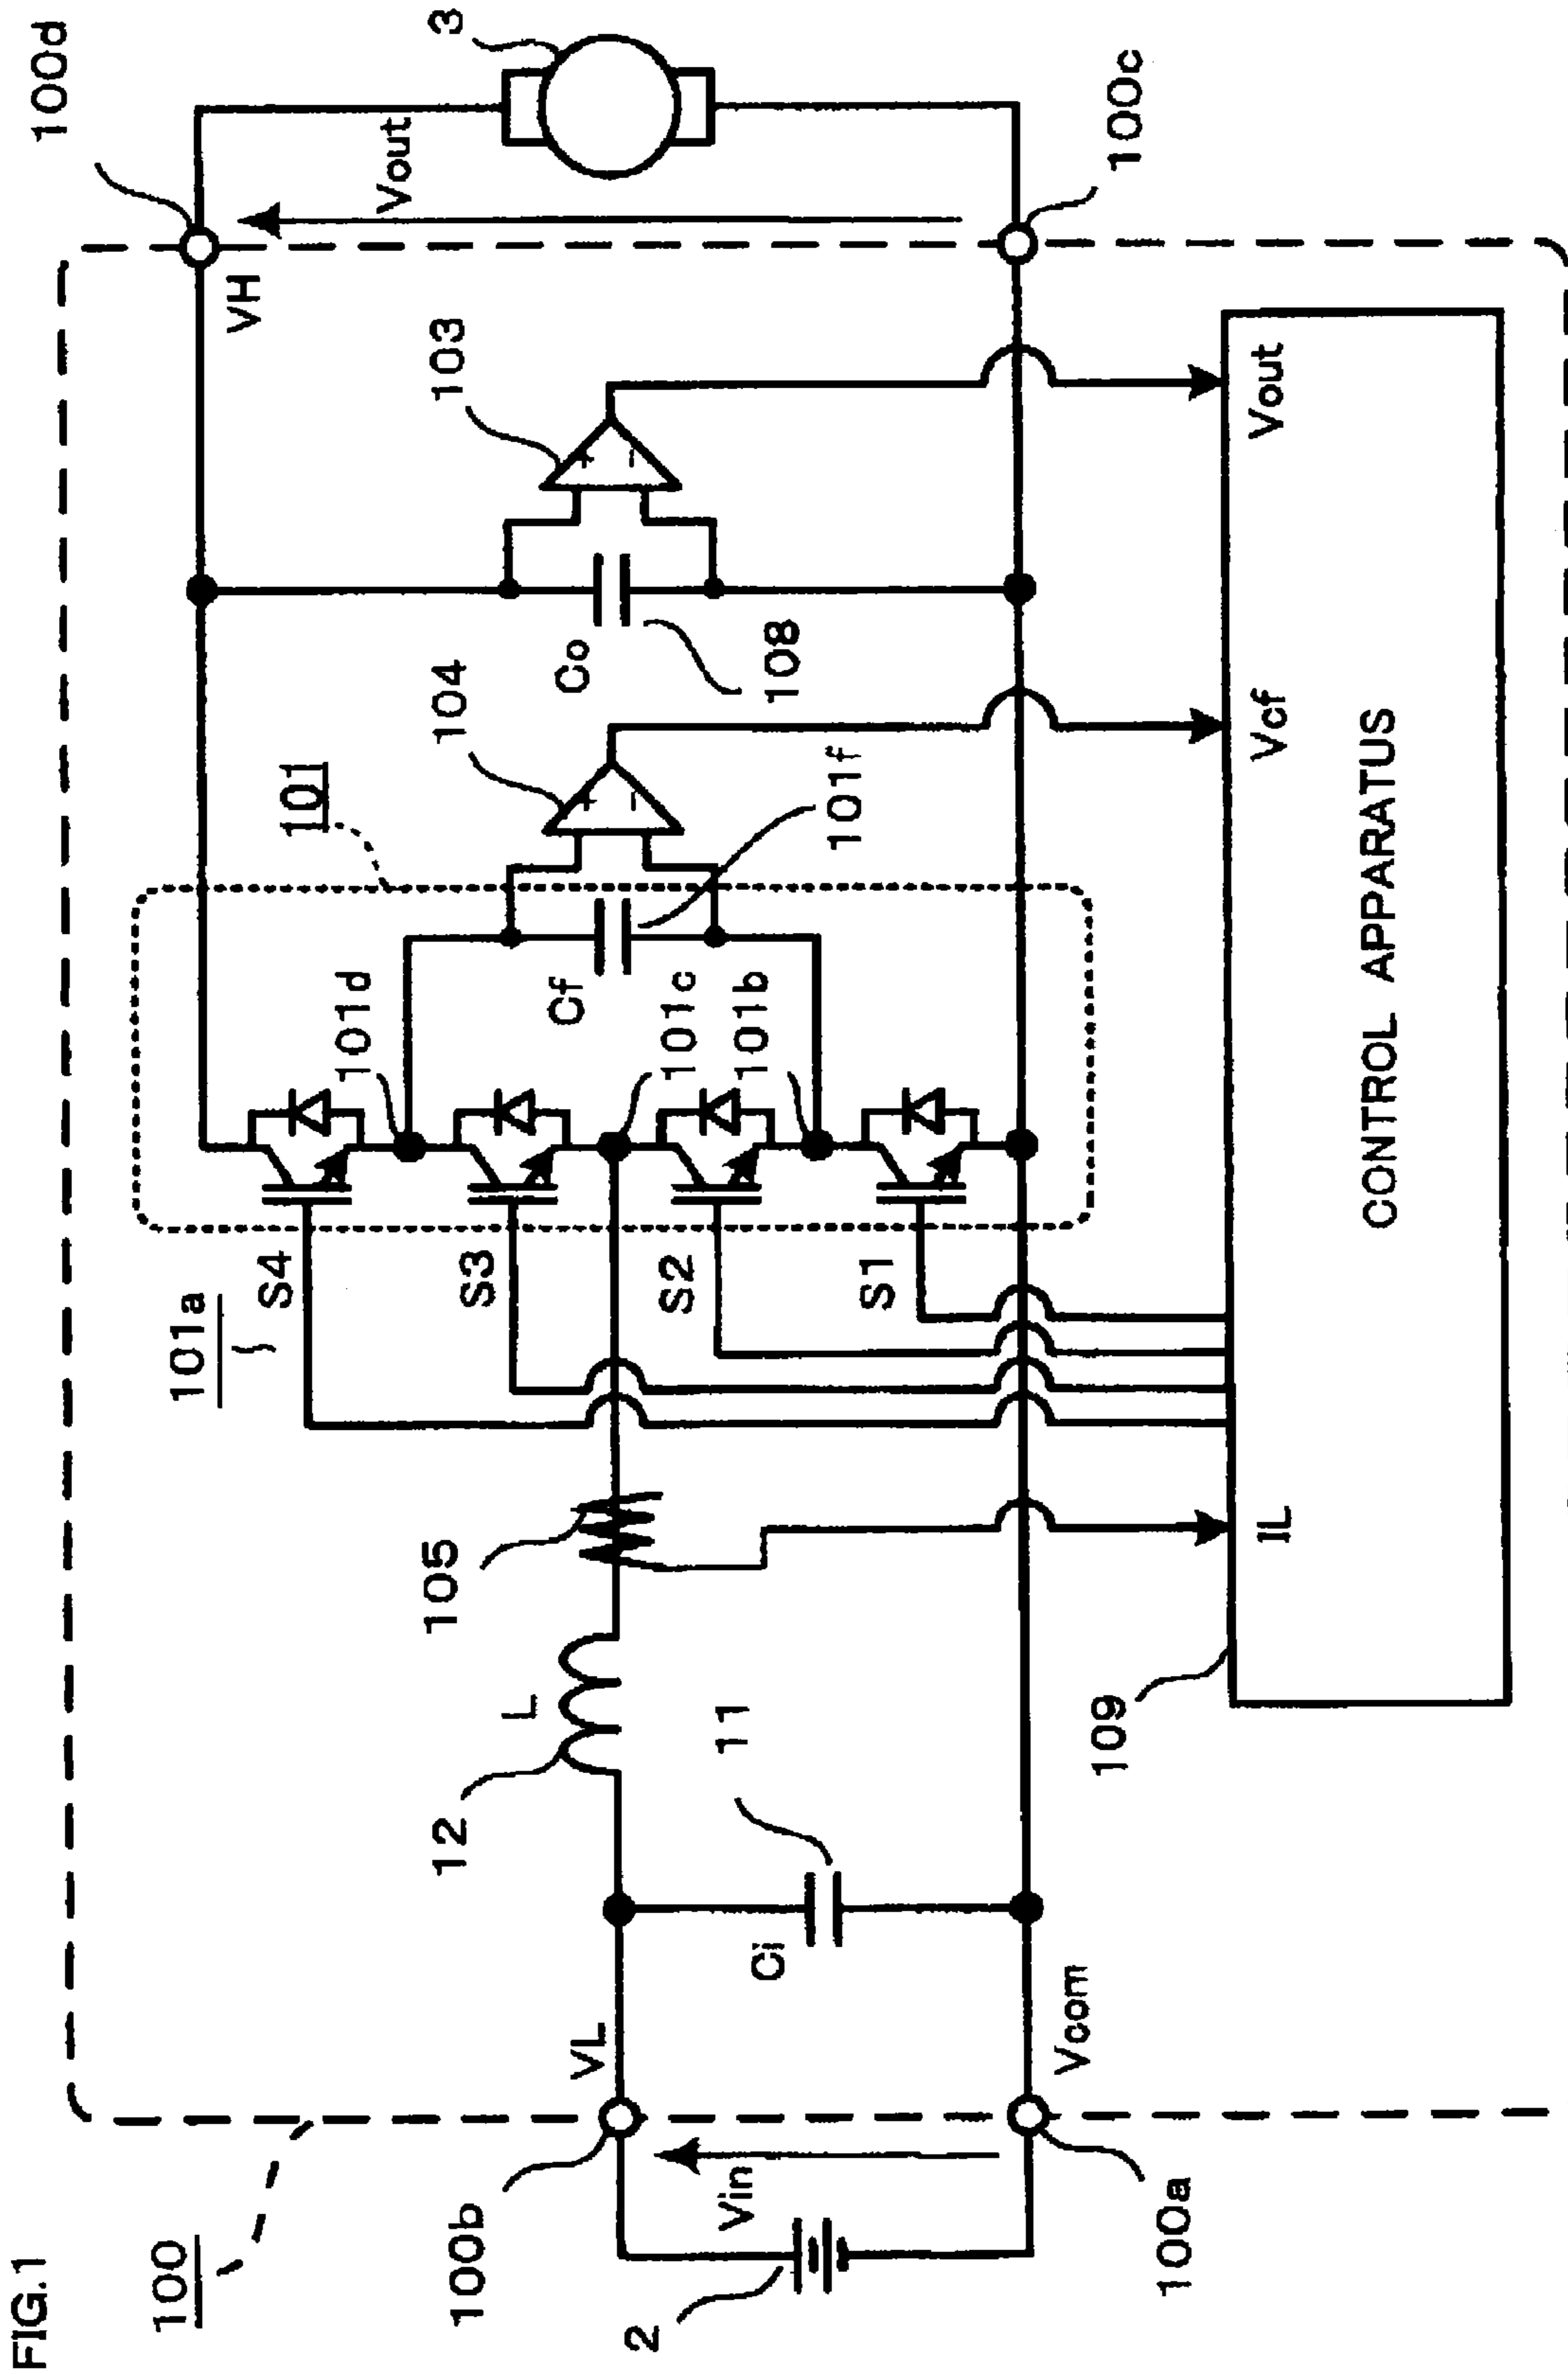 FIG.1
100
100d
3
VH
Vout
103
104
101
101a
S4
101d
Co
108
Cf
101f
S3
101c
S2
101b
S1
105
L
12
11
Ci
100b
VL
Vin
2
Vcom
100a
100c
IL
Vcf
Vout
CONTROL APPARATUS
109